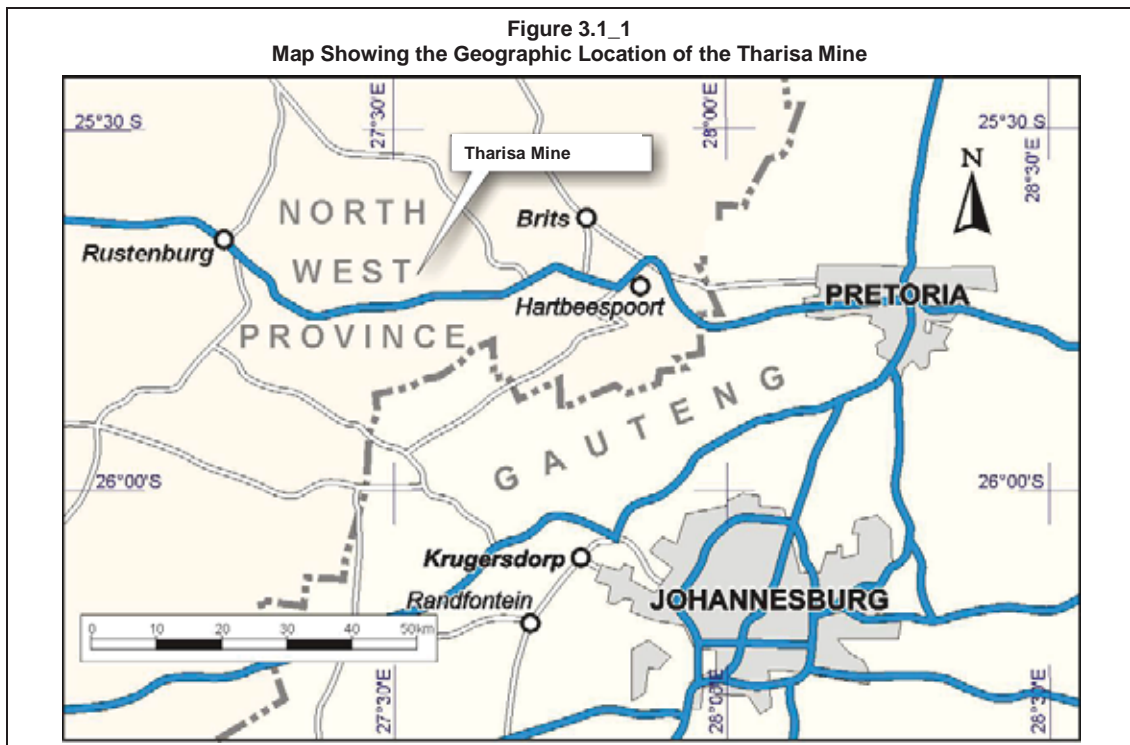 Figure 3.1_1
Map Showing the Geographic Location of the Tharisa Mine
25°30 S
27°30'E
28°00'E
25°30 S
28°30'E
Tharisa Mine
N
NORTH
Brits
Rustenburg
WEST
Hartbeespoort
PRETORIA
PROVINCE
GAUTENG
26°00'S
26°00'S
Krugersdorp
Randfontein
JOHANNESBURG
0 10 20 30 40 50km
27°30'E
28°00'E
28°30'E